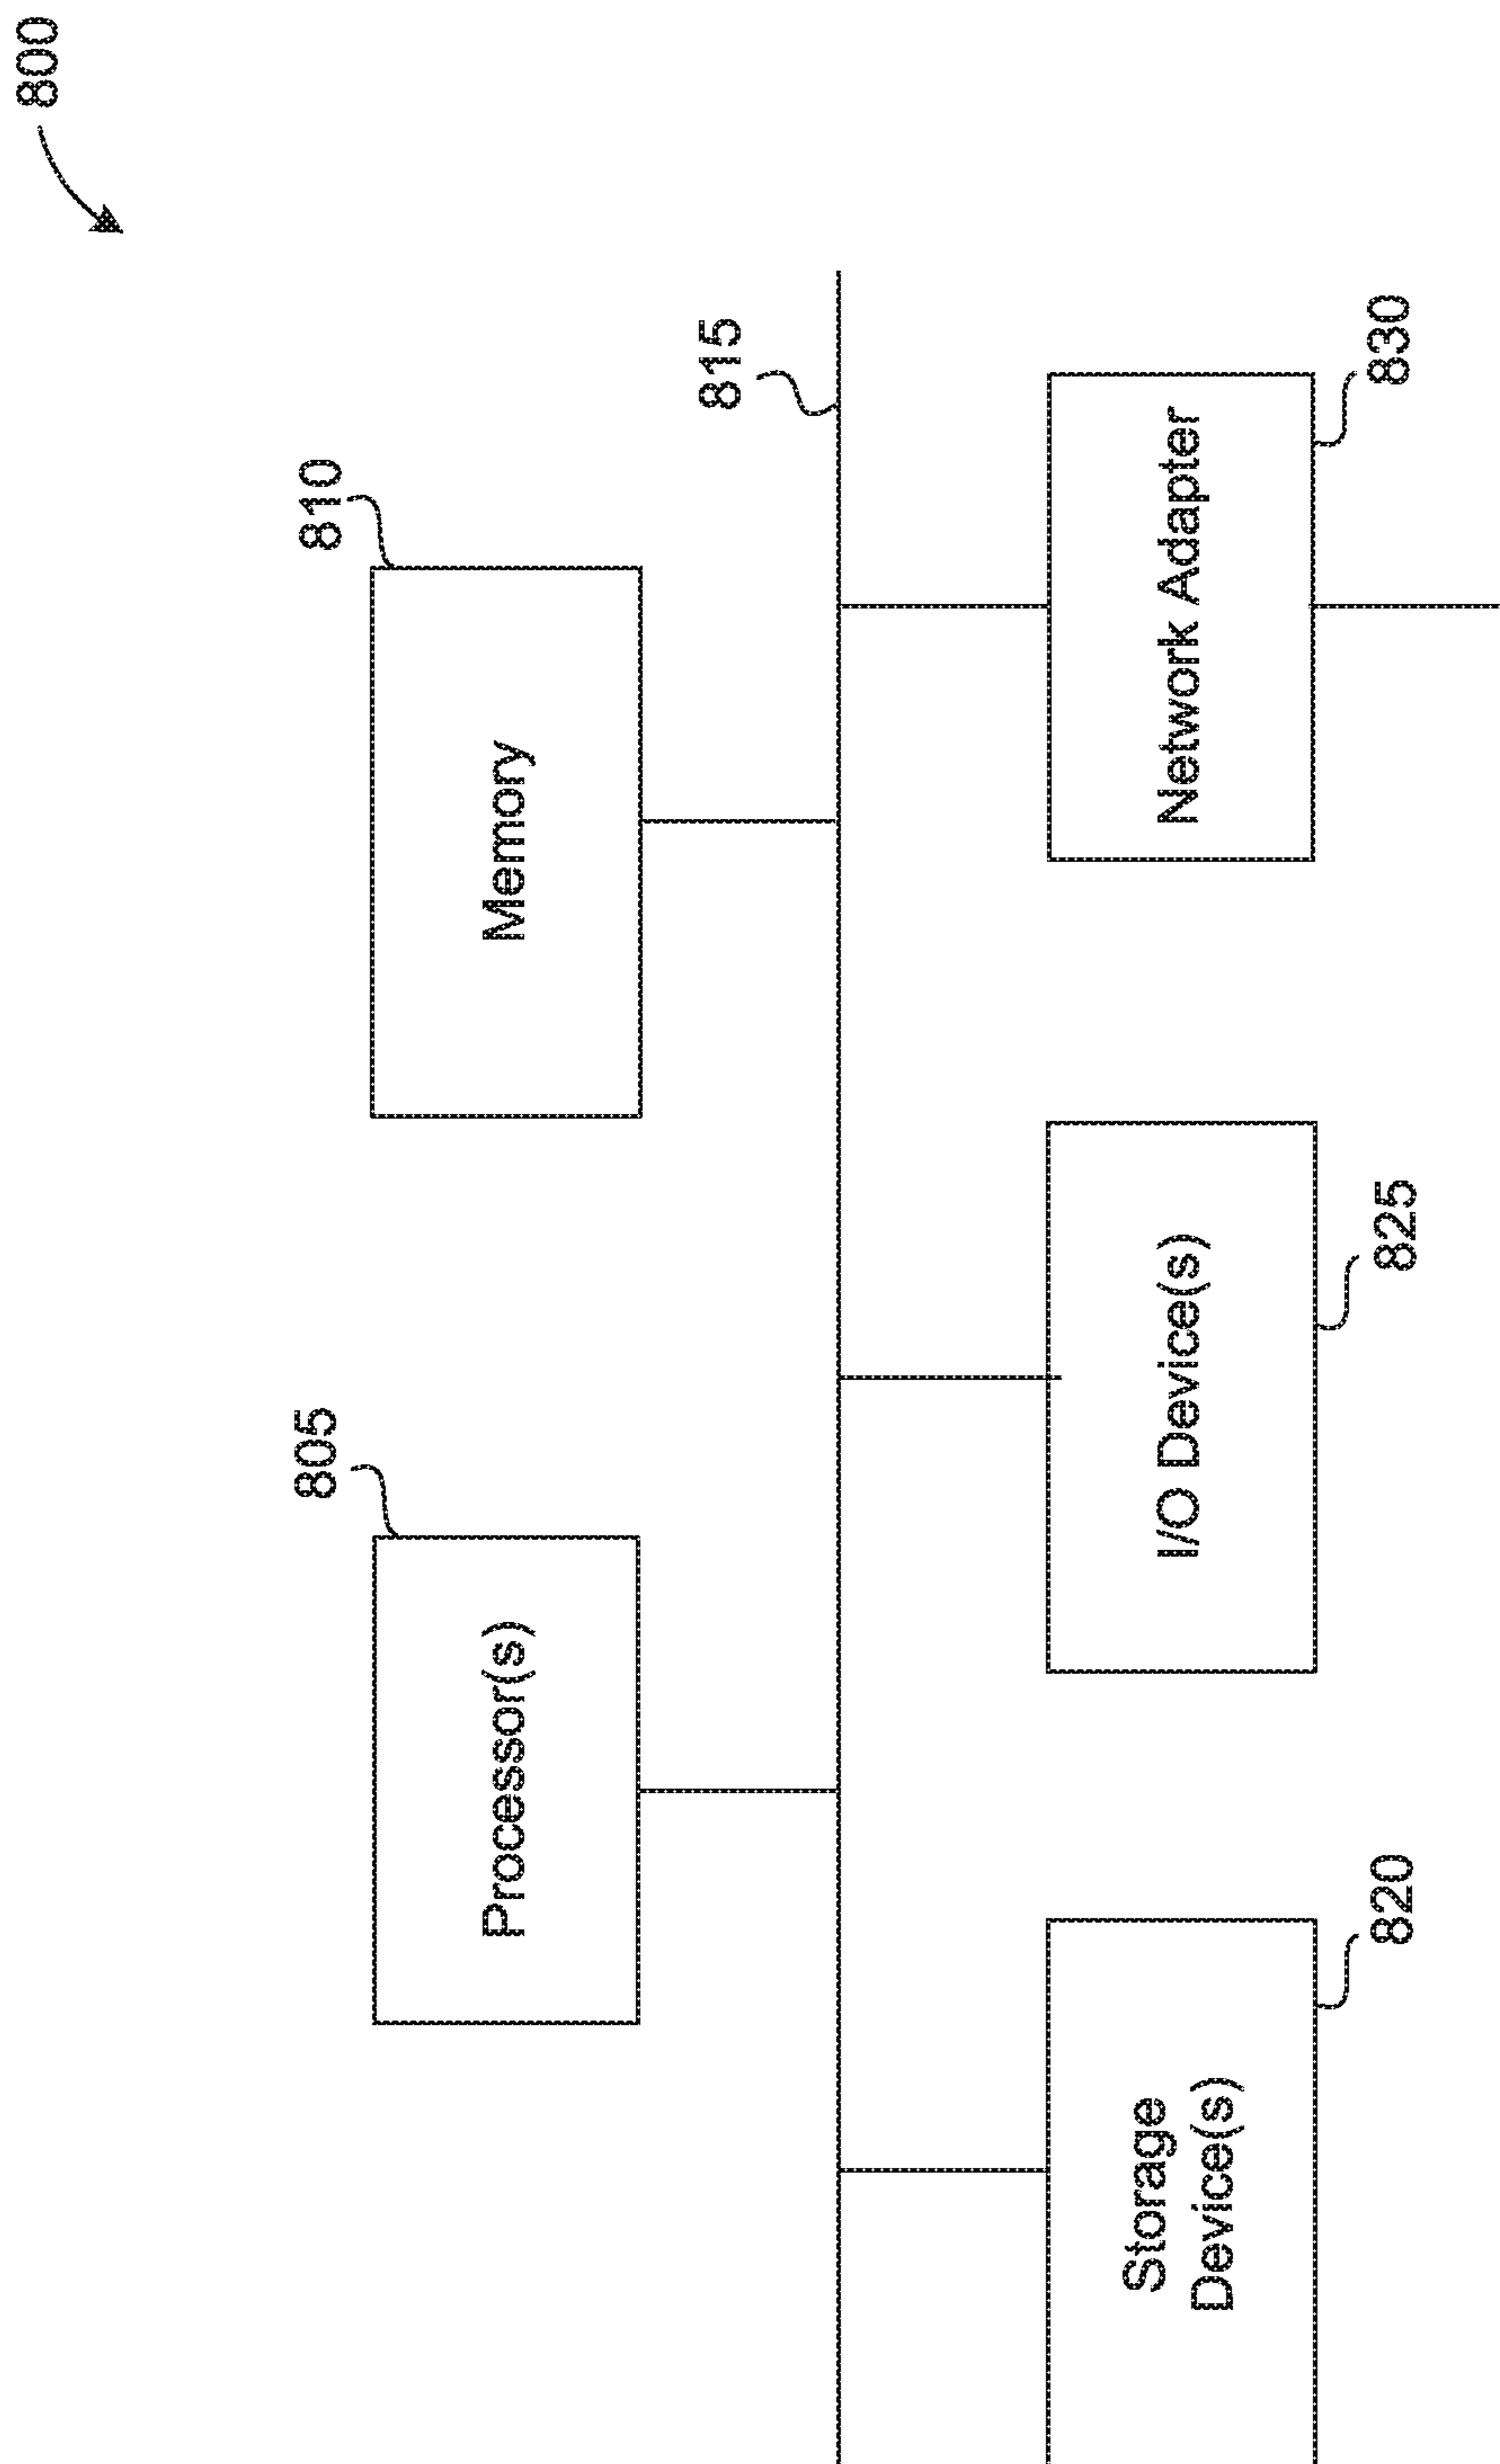 800
805
Processor(s)
810
Memory
815
Storage
Device(s)
820
I/O Device(s)
825
Network Adapter
830